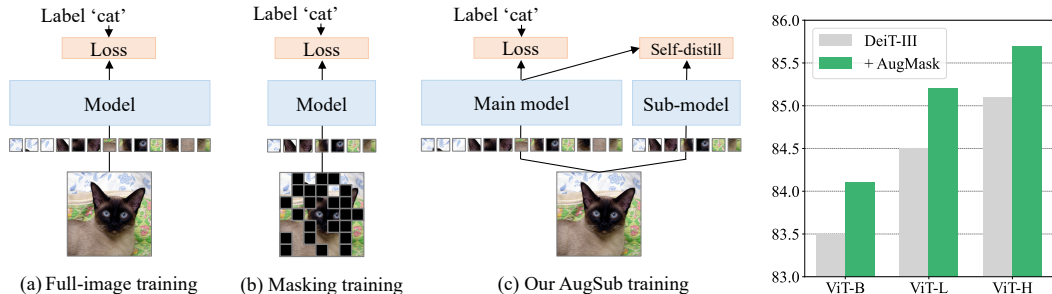 Label ‘cat’
Loss
Model
(a) Full-image training
Label ‘cat’
Loss
Model
(b) Masking training
Label ‘cat’
Loss
Self-distill
Main model
Sub-model
(c) Our AugSub training
DeiT-III
+ AugMask
86.0
85.5
85.0
84.5
84.0
83.5
83.0
ViT-B
ViT-L
ViT-H